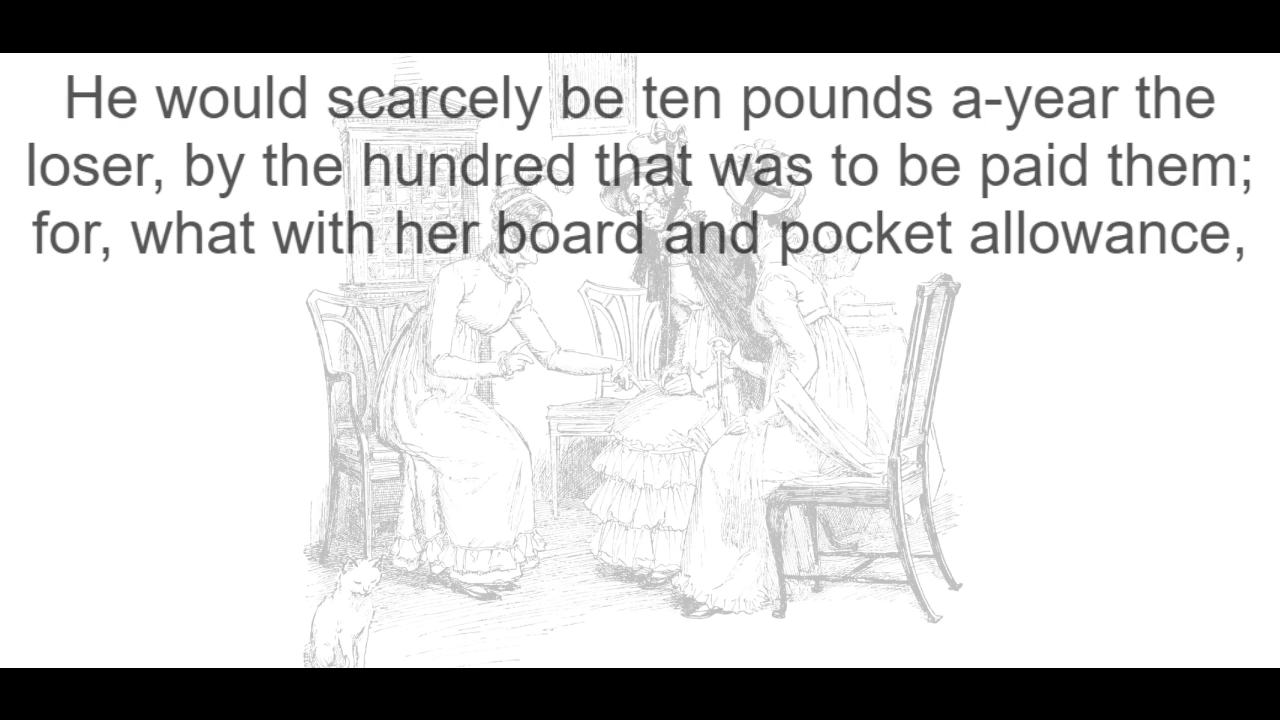 He would scarcely be ten pounds a-year the
loser, by the hundred that was to be paid them;
for, what with her board and pocket allowance,